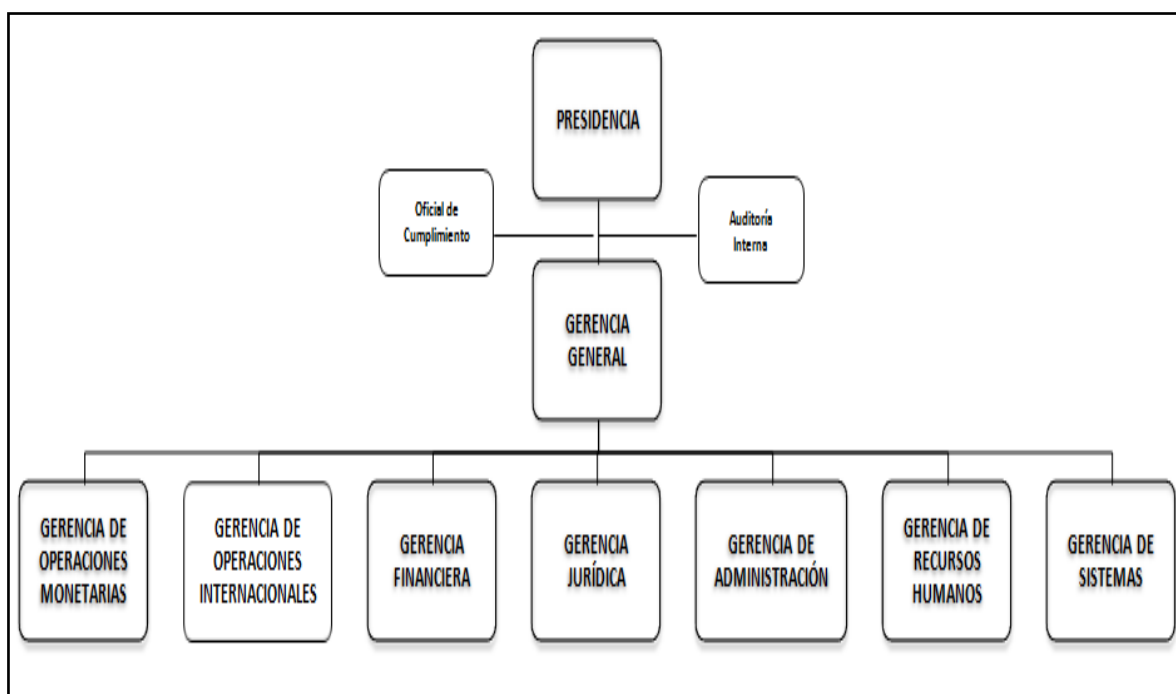 PRESIDENCIA
Oficial de
Cumplimiento
Auditoría
Interna
GERENCIA
GENERAL
GERENCIA DE
OPERACIONES
MONETARIAS
GERENCIA DE
OPERACIONES
INTERNACIONALES
GERENCIA
FINANCIERA
GERENCIA
JURÍDICA
GERENCIA DE
ADMINISTRACIÓN
GERENCIA DE
RECURSOS
HUMANOS
GERENCIA DE
SISTEMAS